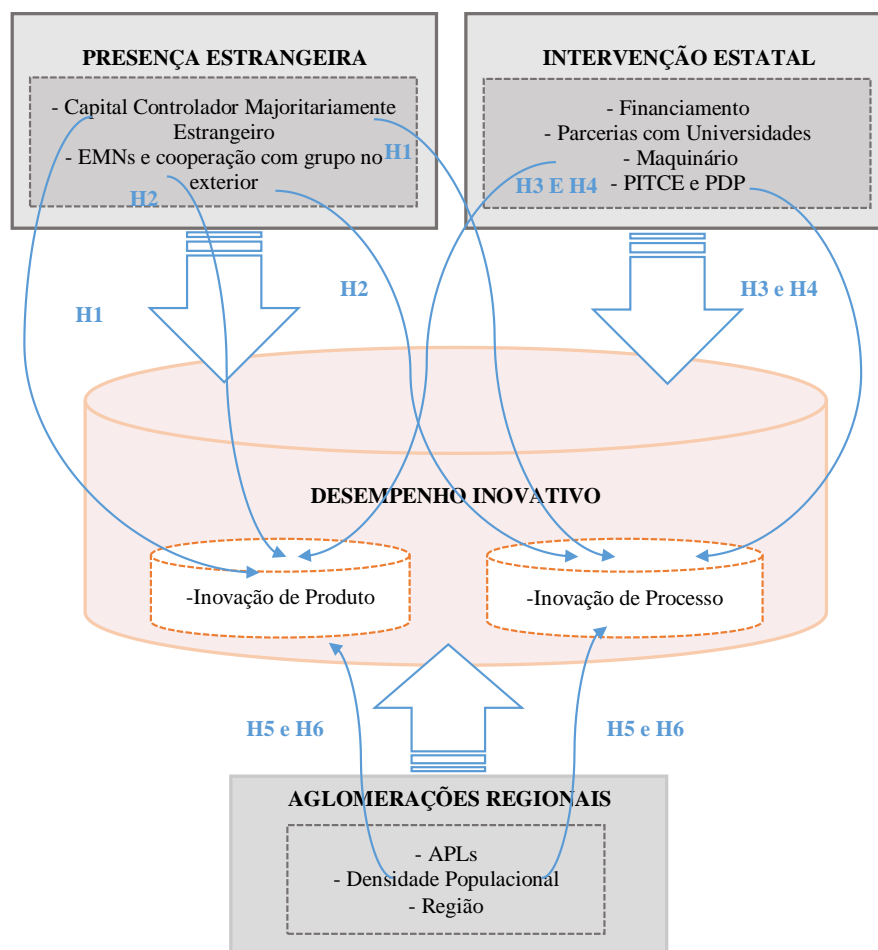 PRESENÇA ESTRANGEIRA
- Capital Controlador Majoritariamente
Estrangeiro
- EMNs e cooperação com grupo no
exterior
H1
H2
INTERVENÇÃO ESTATAL
- Financiamento
- Parcerias com Universidades
- Maquinário
- PITCE e PDP
H3 E H4
H1
H2
H3 e H4
DESEMPENHO INOVATIVO
-Inovação de Produto
-Inovação de Processo
H5 e H6
H5 e H6
AGLOMERAÇÕES REGIONAIS
- APLs
- Densidade Populacional
- Região